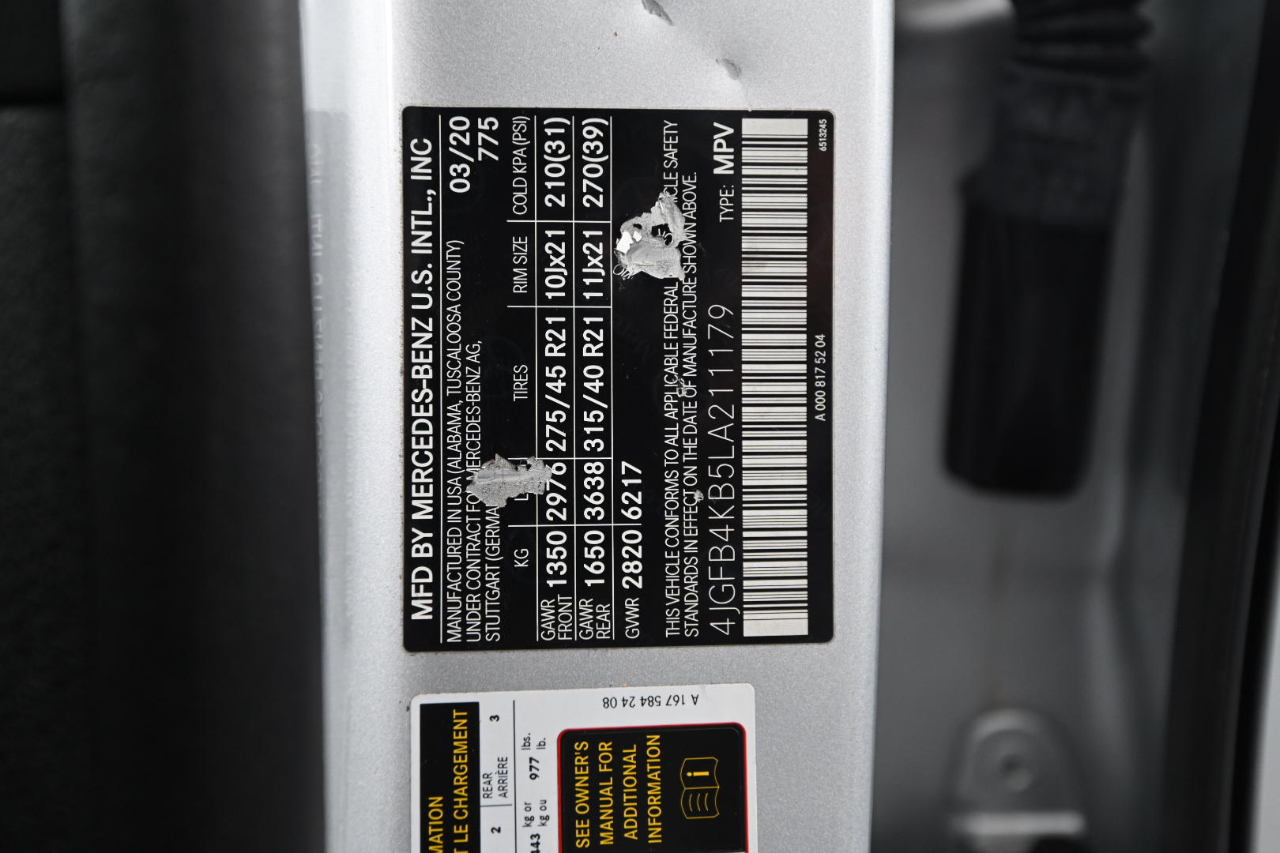 MFD BY MERCEDES-BENZ U.S. INTL., INC
MANUFACTURED IN USA (ALABAMA, TUSCALOOSA COUNTY)
UNDER CONTRACT FO MERCEDES-BENZ AG,
STUTTGART (GERMA
03/20
775
KG TIRES RIM SIZE COLD KPA (PSI)
GAWR FRONT 1350 2976 275/45 R21 10Jx21 210(31)
GAWR REAR 1650 3638 315/40 R21 11Jx21 270(39)
GVWR 2820 6217
THIS VEHICLE CONFORMS TO ALL APPLICABLE FEDERAL ICLE SAFETY
STANDARDS IN EFFECT ON THE DATE OF MANUFACTURE SHOWN ABOVE.
4JGFB4KB5LA211179 TYPE: MPV
A 000 817 52 04
6513245
A 167 584 24 08
MATION
T LE CHARGEMENT
2 REAR 3
ARRIÈRE
443 kg or 977 lbs.
kg ou lb.
SEE OWNER'S
MANUAL FOR
ADDITIONAL
INFORMATION